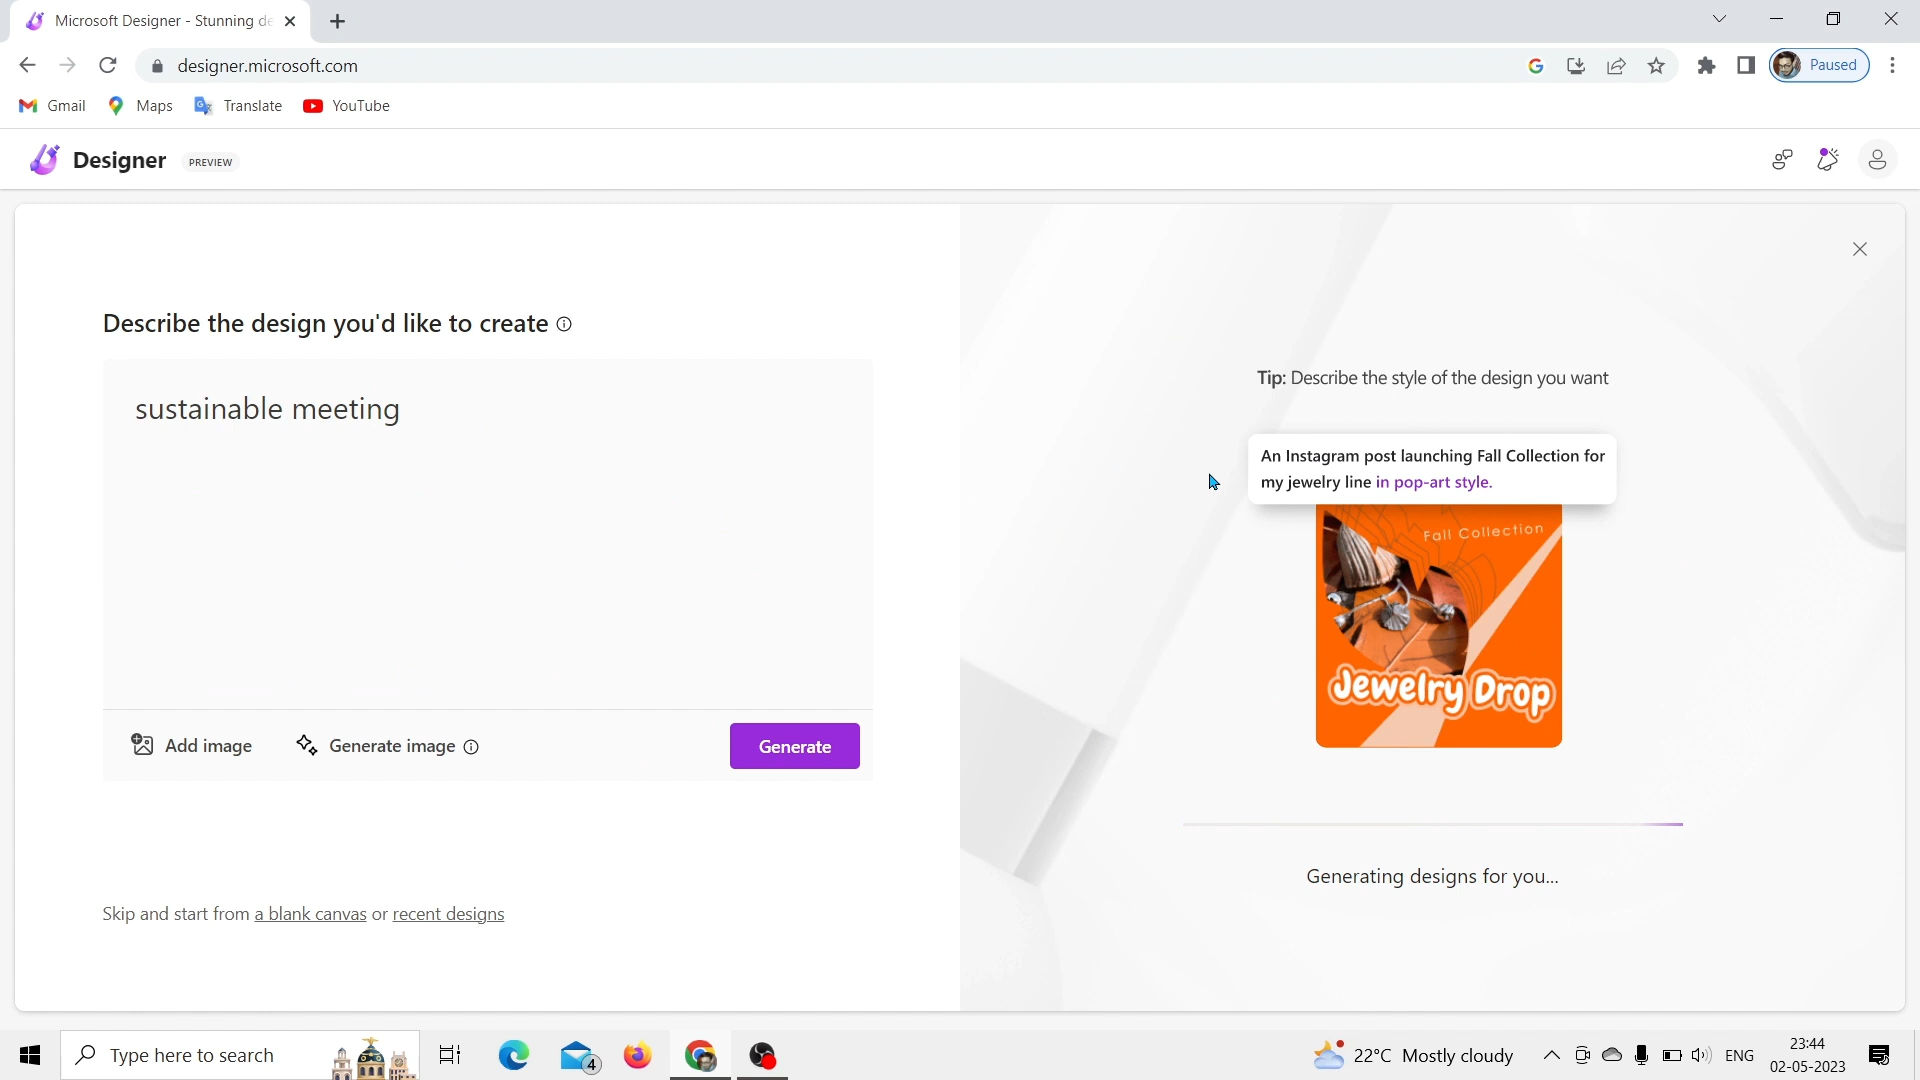 Microsoft Designer - Stunning de
designer.microsoft.com
Paused
Gmail
Maps
Translate
YouTube
Designer
PREVIEW
Describe the design you'd like to create
sustainable meeting
Add image
Generate image
Generate
Skip and start from a blank canvas or recent designs
Tip: Describe the style of the design you want
An Instagram post launching Fall Collection for
my jewelry line in pop-art style.
Fall Collection
Jewelry Drop
Generating designs for you...
Type here to search
4
22°C Mostly cloudy
ENG
23:44
02-05-2023